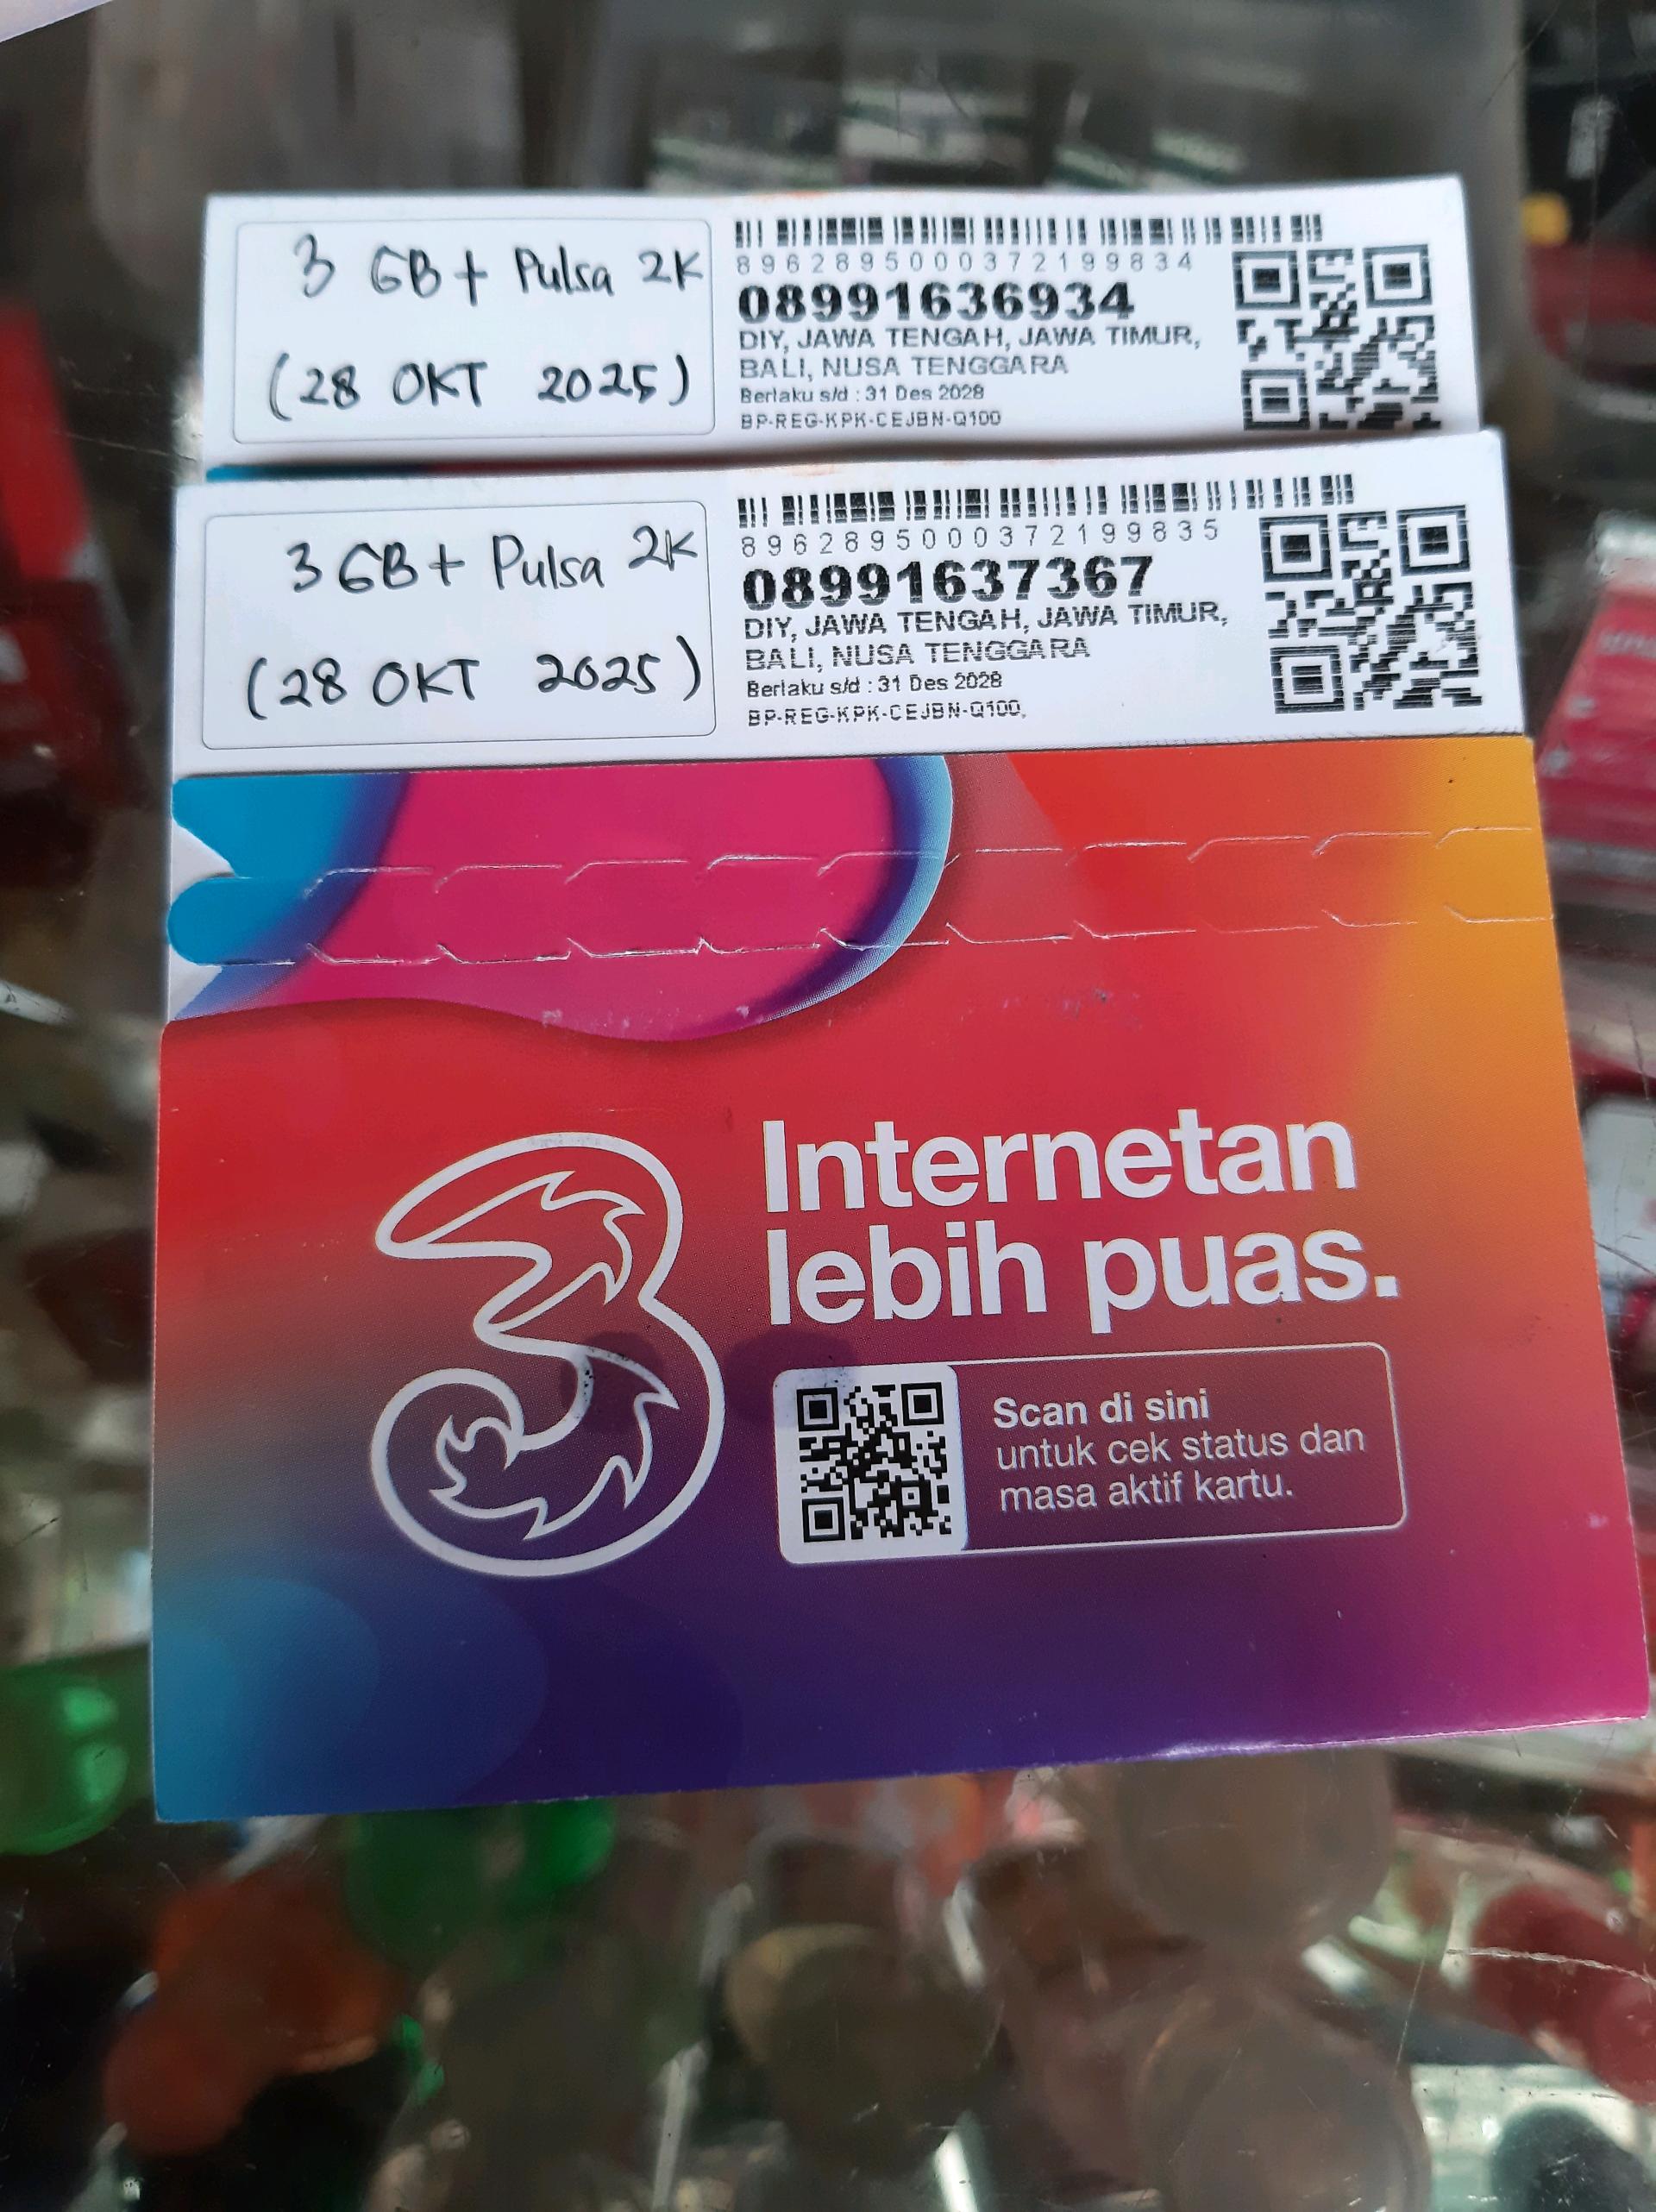 3 GB + Pulsa 2K
(28 OKT 2025)
8962895000372199834
08991636934
DIY, JAWA TENGAH, JAWA TIMUR,
BALI, NUSA TENGGARA
Berlaku s/d : 31 Des 2028
BP-REG-KPK-CEJBN-Q100
3 GB + Pulsa 2K
(28 OKT 2025)
8962895000372199835
08991637367
DIY, JAWA TENGAH, JAWA TIMUR,
BALI, NUSA TENGGARA
Berlaku s/d : 31 Des 2028
BP-REG-KPK-CEJBN-Q100,
3
Internetan
lebih puas.
Scan di sini
untuk cek status dan
masa aktif kartu.